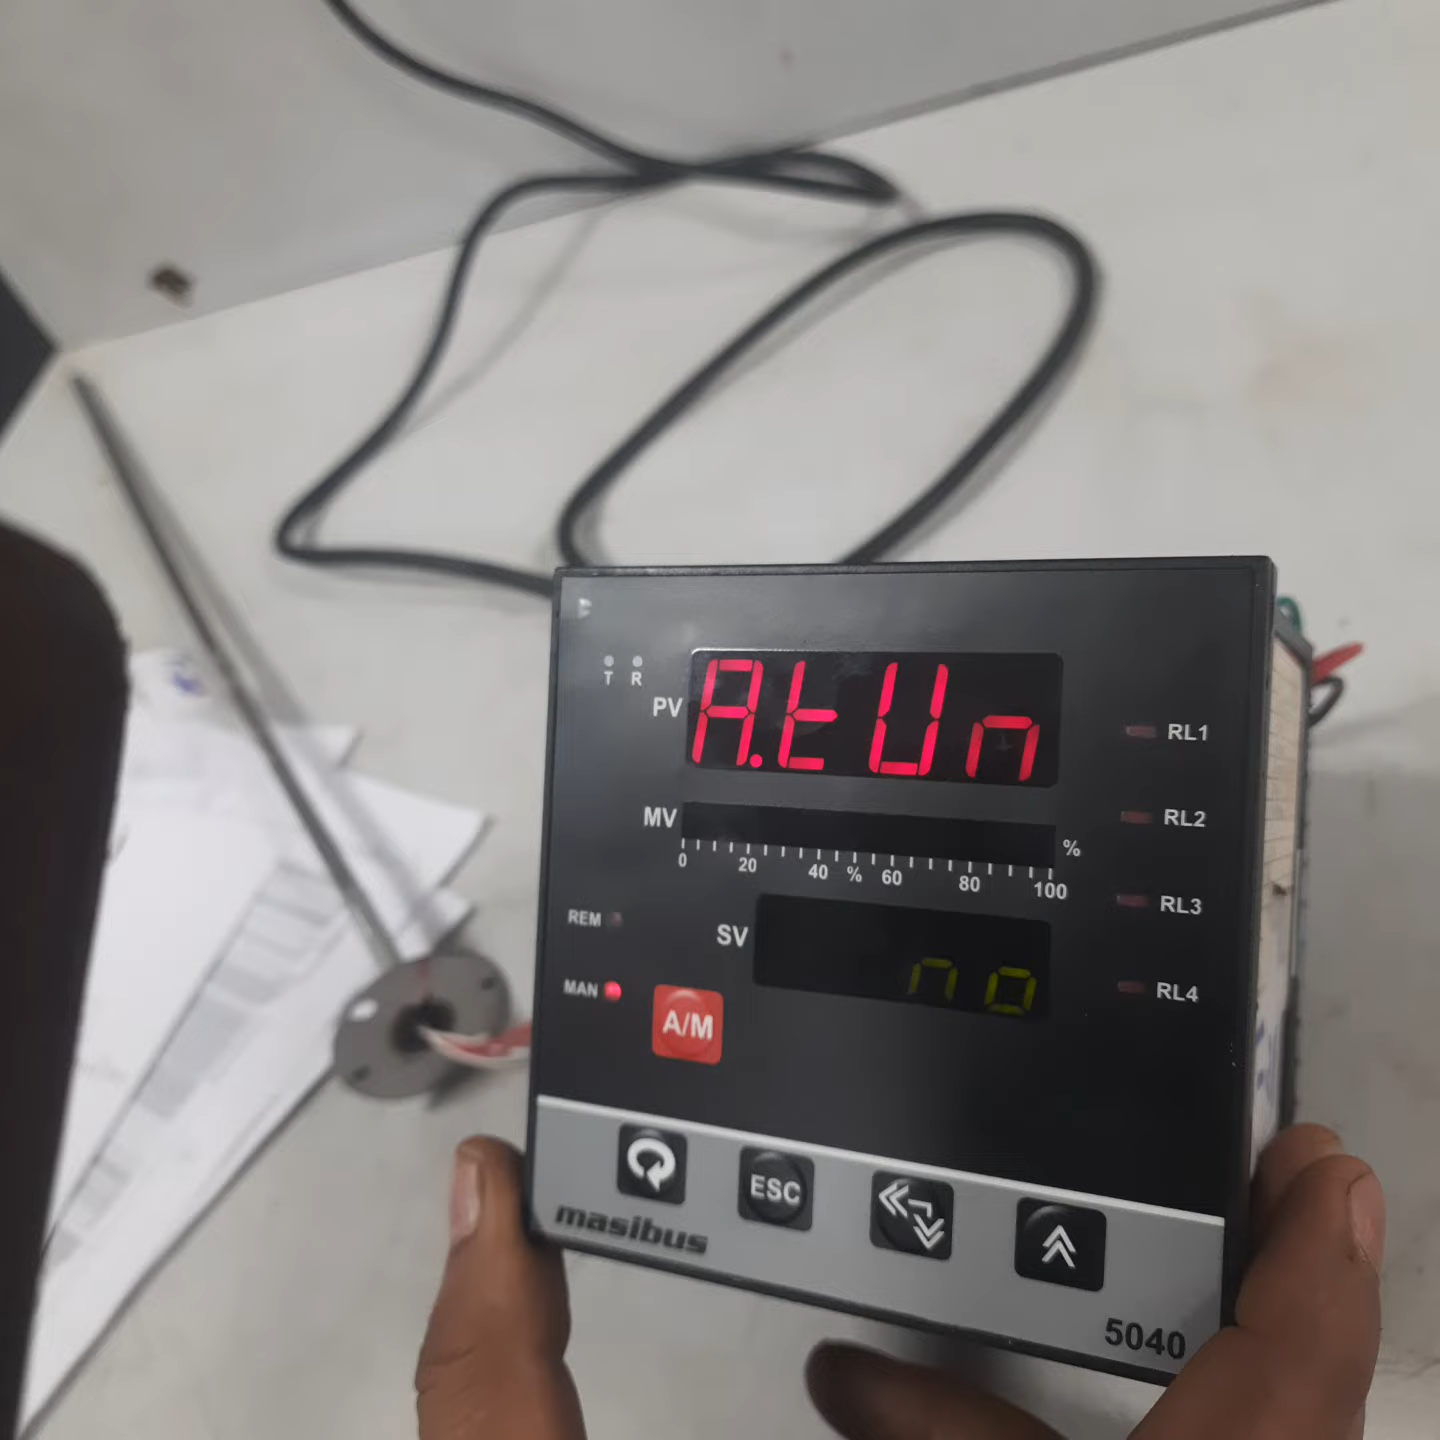 T R
PV A.tUn
RL1
MV
%
0 20 40 % 60 80 100
RL2
RL3
REM
SV no
MAN
A/M
RL4
ESC
masibus
5040